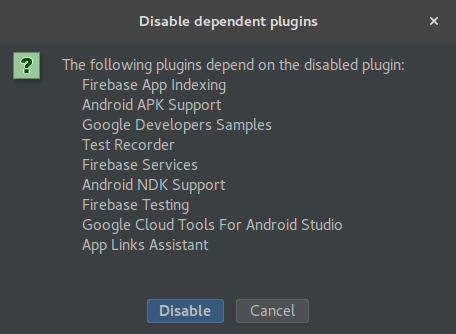 Disable dependent plugins
×
?
The following plugins depend on the disabled plugin:
Firebase App Indexing
Android APK Support
Google Developers Samples
Test Recorder
Firebase Services
Android NDK Support
Firebase Testing
Google Cloud Tools For Android Studio
App Links Assistant
Disable Cancel